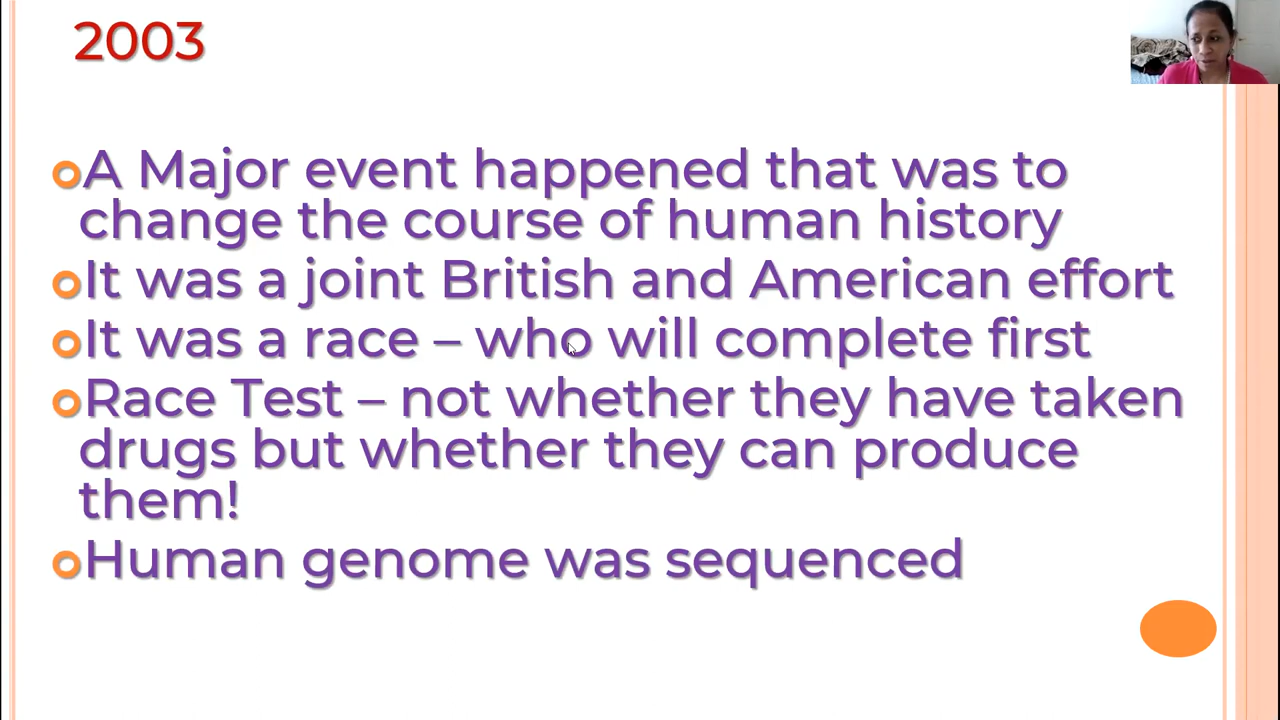 2003
A Major event happened that was to
change the course of human history
It was a joint British and American effort
It was a race – who will complete first
Race Test – not whether they have taken
drugs but whether they can produce
them!
Human genome was sequenced